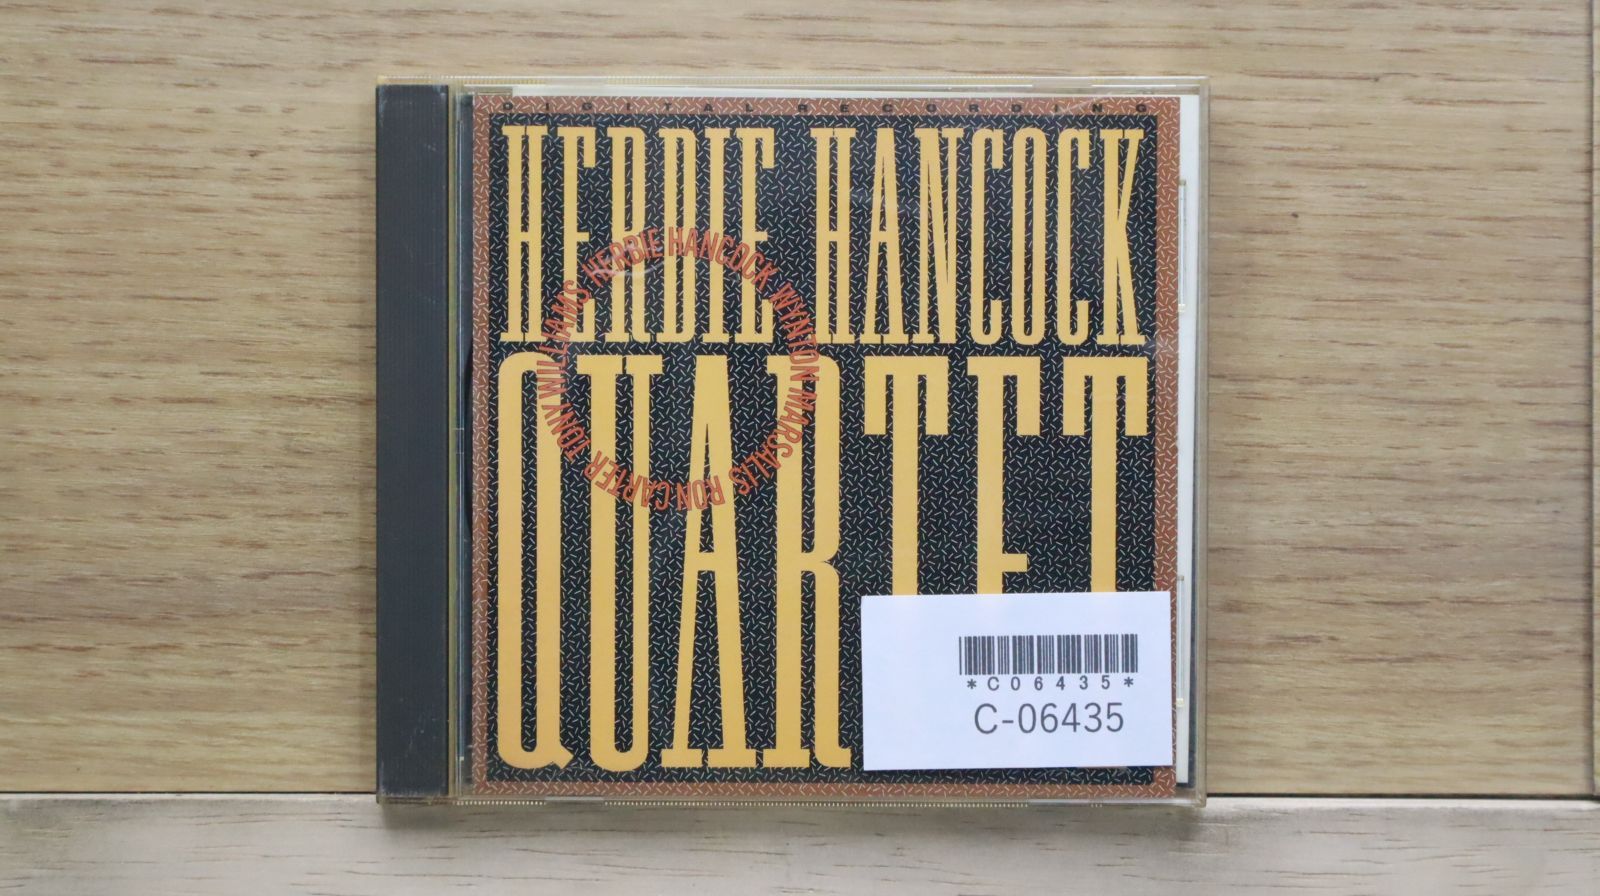 DIGITAL RECORDING
HERBIE HANCOCK
QUARTET
HERBIE HANCOCK WYNTON MARSALIS RON CARTER TONY WILLIAMS
*C06435*
C-06435